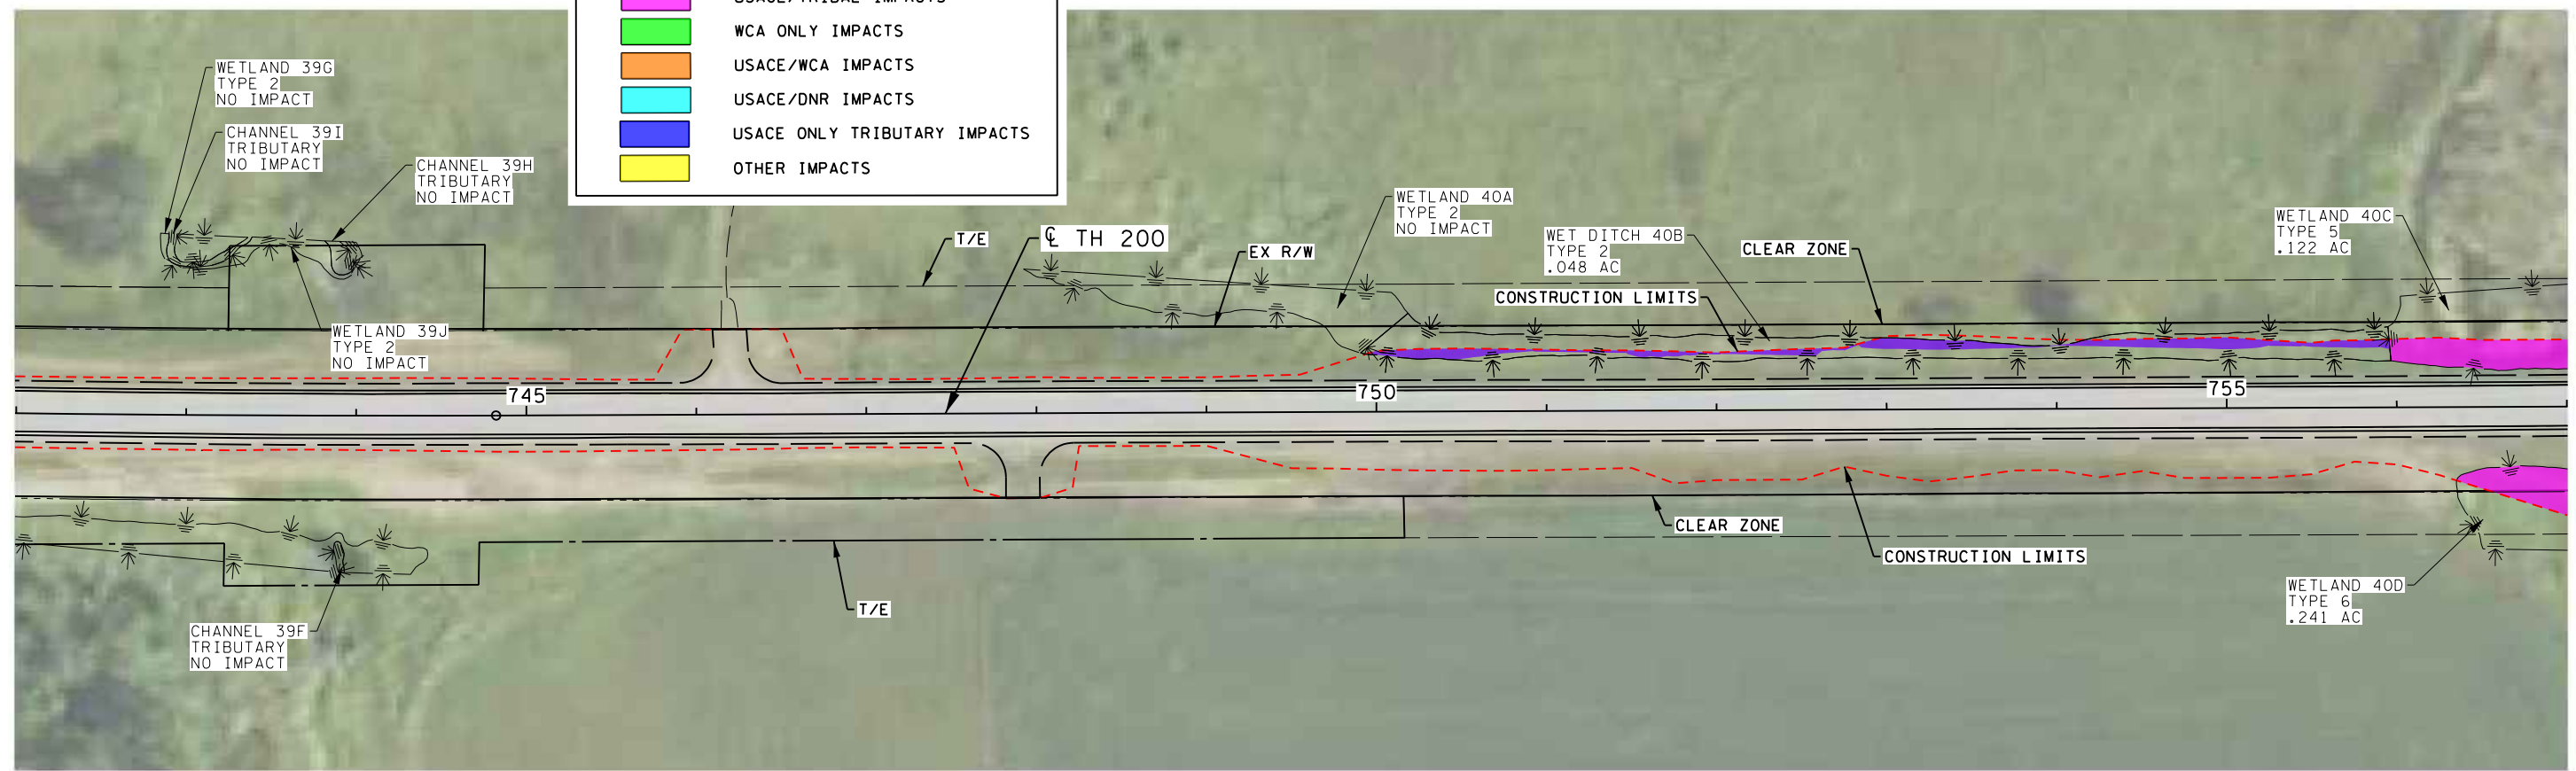 USACE/TRIBAL IMPACTS
WCA ONLY IMPACTS
USACE/WCA IMPACTS
USACE/DNR IMPACTS
USACE ONLY TRIBUTARY IMPACTS
OTHER IMPACTS
WETLAND 39G
TYPE 2
NO IMPACT
CHANNEL 39I
TRIBUTARY
NO IMPACT
CHANNEL 39H
TRIBUTARY
NO IMPACT
WETLAND 39J
TYPE 2
NO IMPACT
T/E
℄ TH 200
EX R/W
WETLAND 40A
TYPE 2
NO IMPACT
WET DITCH 40B
TYPE 2
.048 AC
CLEAR ZONE
CONSTRUCTION LIMITS
WETLAND 40C
TYPE 5
.122 AC
745
750
755
CLEAR ZONE
CONSTRUCTION LIMITS
WETLAND 40D
TYPE 6
.241 AC
T/E
CHANNEL 39F
TRIBUTARY
NO IMPACT